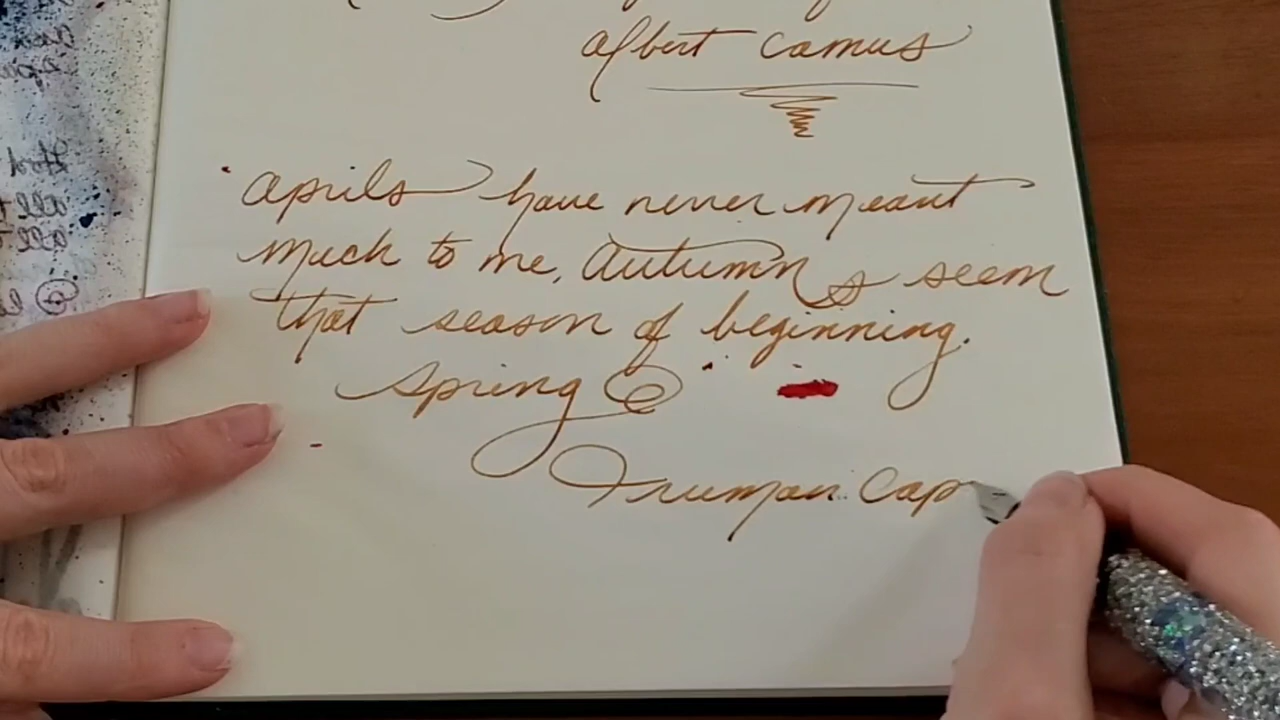 albert camus
"aprils have never meant
much to me, autumns seem
that season of beginning.
spring"
Truman Cap